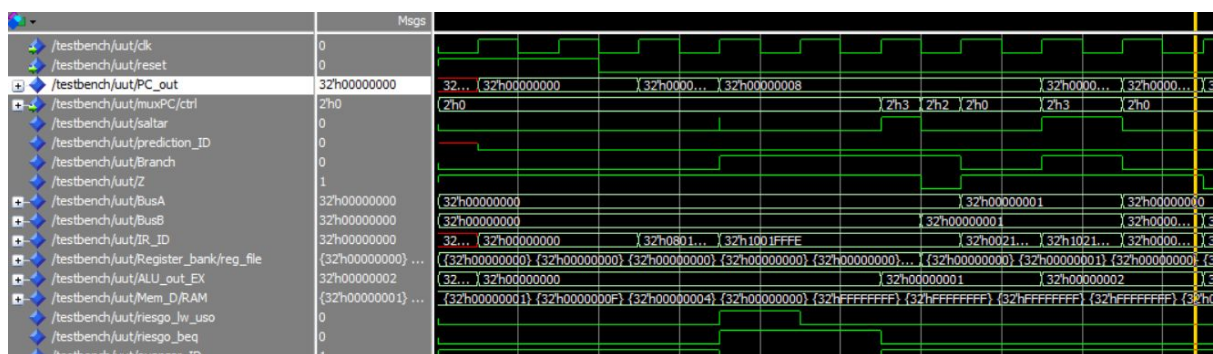 Msgs
/testbench/uut/clk 0
/testbench/uut/reset 0
/testbench/uut/PC_out 32'h00000000 32... 32'h00000000 32'h0000... 32'h00000008 32'h0000... 32'h0000...
/testbench/uut/muxPC/ctrl 2'h0 2'h0 2'h3 2'h2 2'h0 2'h3 2'h0
/testbench/uut/saltar 0
/testbench/uut/prediction_ID 0
/testbench/uut/Branch 0
/testbench/uut/Z 1
/testbench/uut/BusA 32'h00000000 32'h00000000 32'h00000001 32'h00000000
/testbench/uut/BusB 32'h00000000 32'h00000000 32'h00000001 32'h0000...
/testbench/uut/IR_ID 32'h00000000 32... 32'h00000000 32'h0801... 32'h1001FFFE 32'h0021... 32'h1021... 32'h0000...
/testbench/uut/Register_bank/reg_file {32'h00000000} ... {32'h00000000} {32'h00000000} {32'h00000000} {32'h00000000} {32'h00000000}... {32'h00000000} {32'h00000001} {32'h00000000}
/testbench/uut/ALU_out_EX 32'h00000002 32... 32'h00000000 32'h00000001 32'h00000002
/testbench/uut/Mem_D/RAM {32'h00000001} ... {32'h00000001} {32'h0000000F} {32'h00000004} {32'h00000000} {32'hFFFFFFFF} {32'hFFFFFFFF} {32'hFFFFFFFF} {32'hFFFFFFFF}
/testbench/uut/riesgo_lw_uso 0
/testbench/uut/riesgo_beq 0